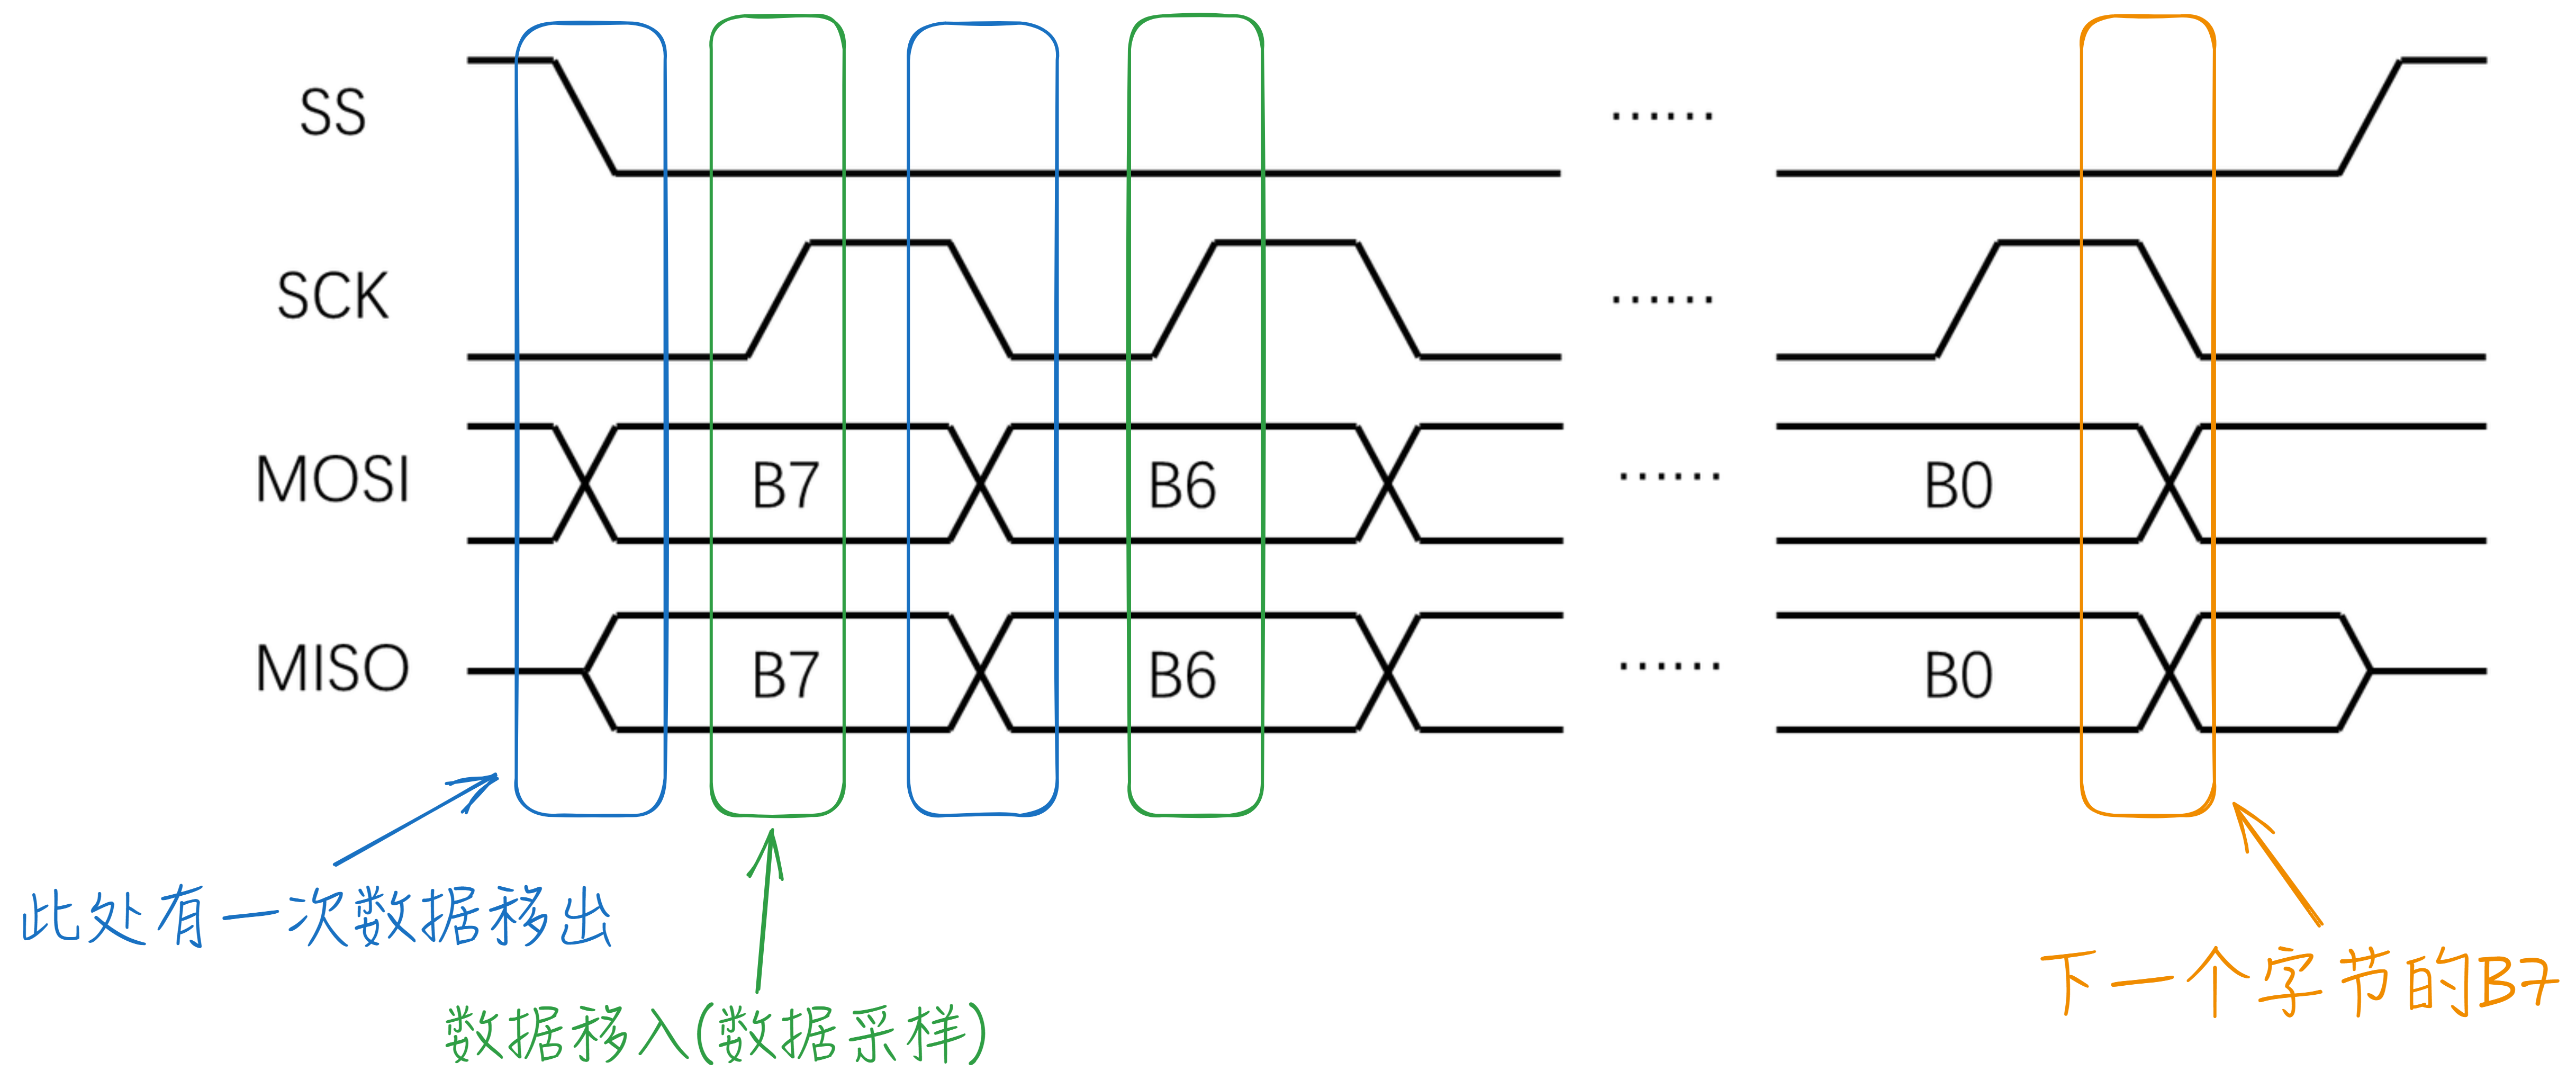 SS
……
SCK
……
MOSI
B7
B6
……
B0
MISO
B7
B6
……
B0
此处有一次数据移出
数据移入(数据采样)
下一个字节的B7